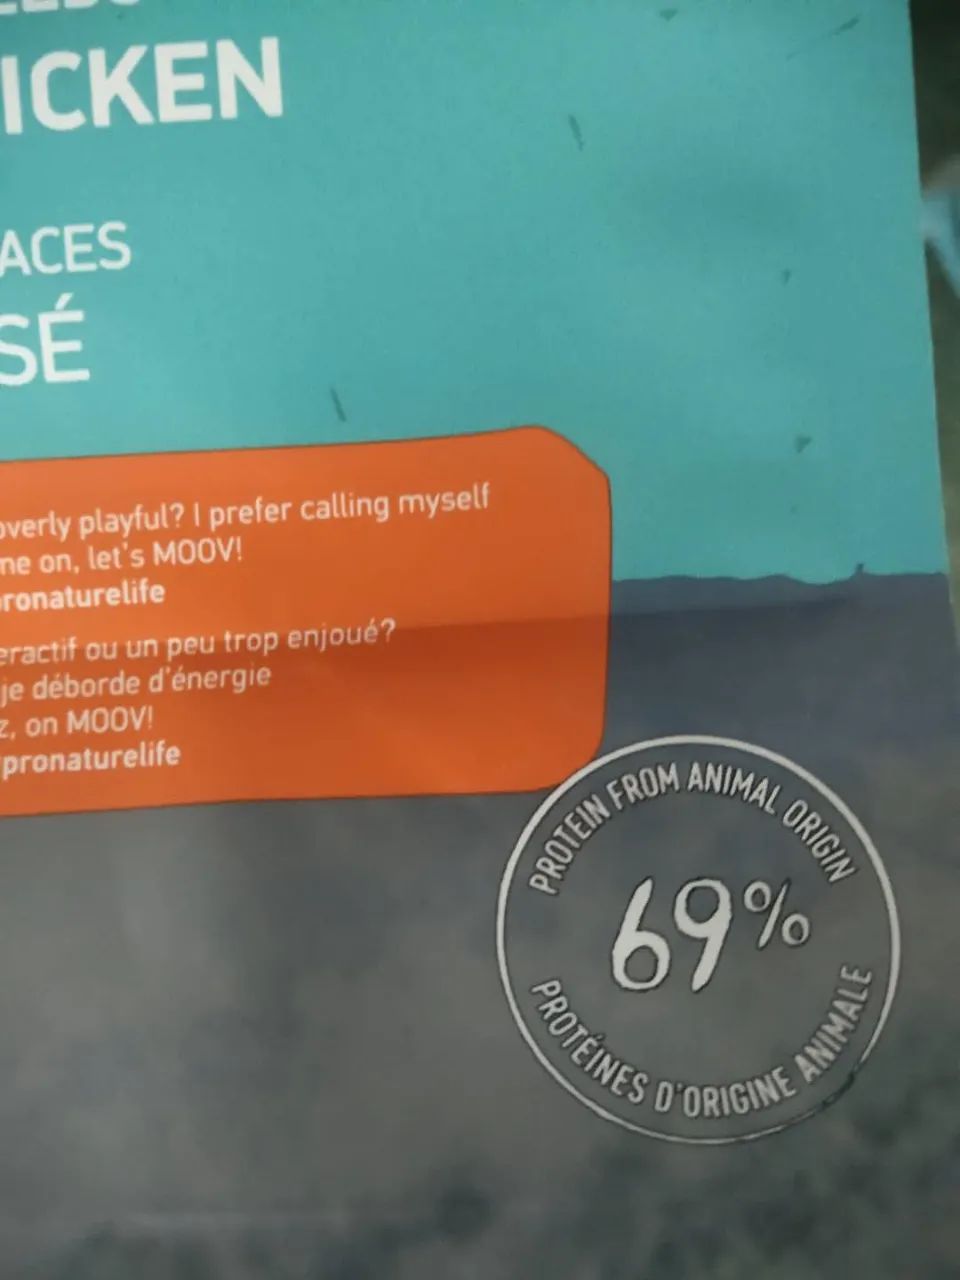 ICKEN
ACES
SÉ
overly playful? I prefer calling myself
me on, let's MOOV!
pronaturelife
eractif ou un peu trop enjoué?
je déborde d'énergie
z, on MOOV!
pronaturelife
PROTEIN FROM ANIMAL ORIGIN
69%
PROTÉINES D'ORIGINE ANIMALE